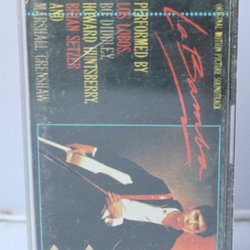 ORIGINAL MOTION PICTURE SOUNDTRACK
La Bamba
PERFORMED BY
LOS LOBOS,
BO DIDDLEY,
HOWARD HUNTSBERRY,
BRIAN SETZER
AND
MARSHALL CRENSHAW